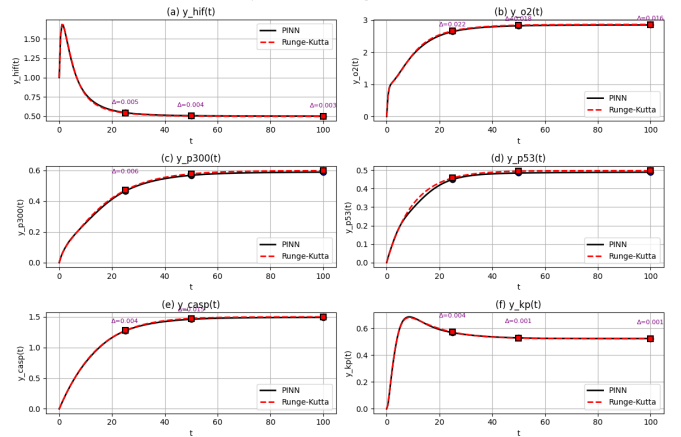 (a) y_hif(t)
y_hif(t)
1.50
1.25
1.00
0.75
0.50
Δ=0.005
Δ=0.004
Δ=0.003
PINN
Runge-Kutta
0
20
40
60
80
100
t
(b) y_o2(t)
y_o2(t)
3
2
1
0
Δ=0.022
Δ=0.018
Δ=0.016
PINN
Runge-Kutta
0
20
40
60
80
100
t
(c) y_p300(t)
y_p300(t)
0.6
0.4
0.2
0.0
Δ=0.006
PINN
Runge-Kutta
0
20
40
60
80
100
t
(d) y_p53(t)
y_p53(t)
0.5
0.4
0.3
0.2
0.1
0.0
PINN
Runge-Kutta
0
20
40
60
80
100
t
(e) y_casp(t)
y_casp(t)
1.5
1.0
0.5
0.0
Δ=0.004
PINN
Runge-Kutta
0
20
40
60
80
100
t
(f) y_kp(t)
y_kp(t)
0.6
0.4
0.2
0.0
Δ=0.004
Δ=0.001
Δ=0.001
PINN
Runge-Kutta
0
20
40
60
80
100
t